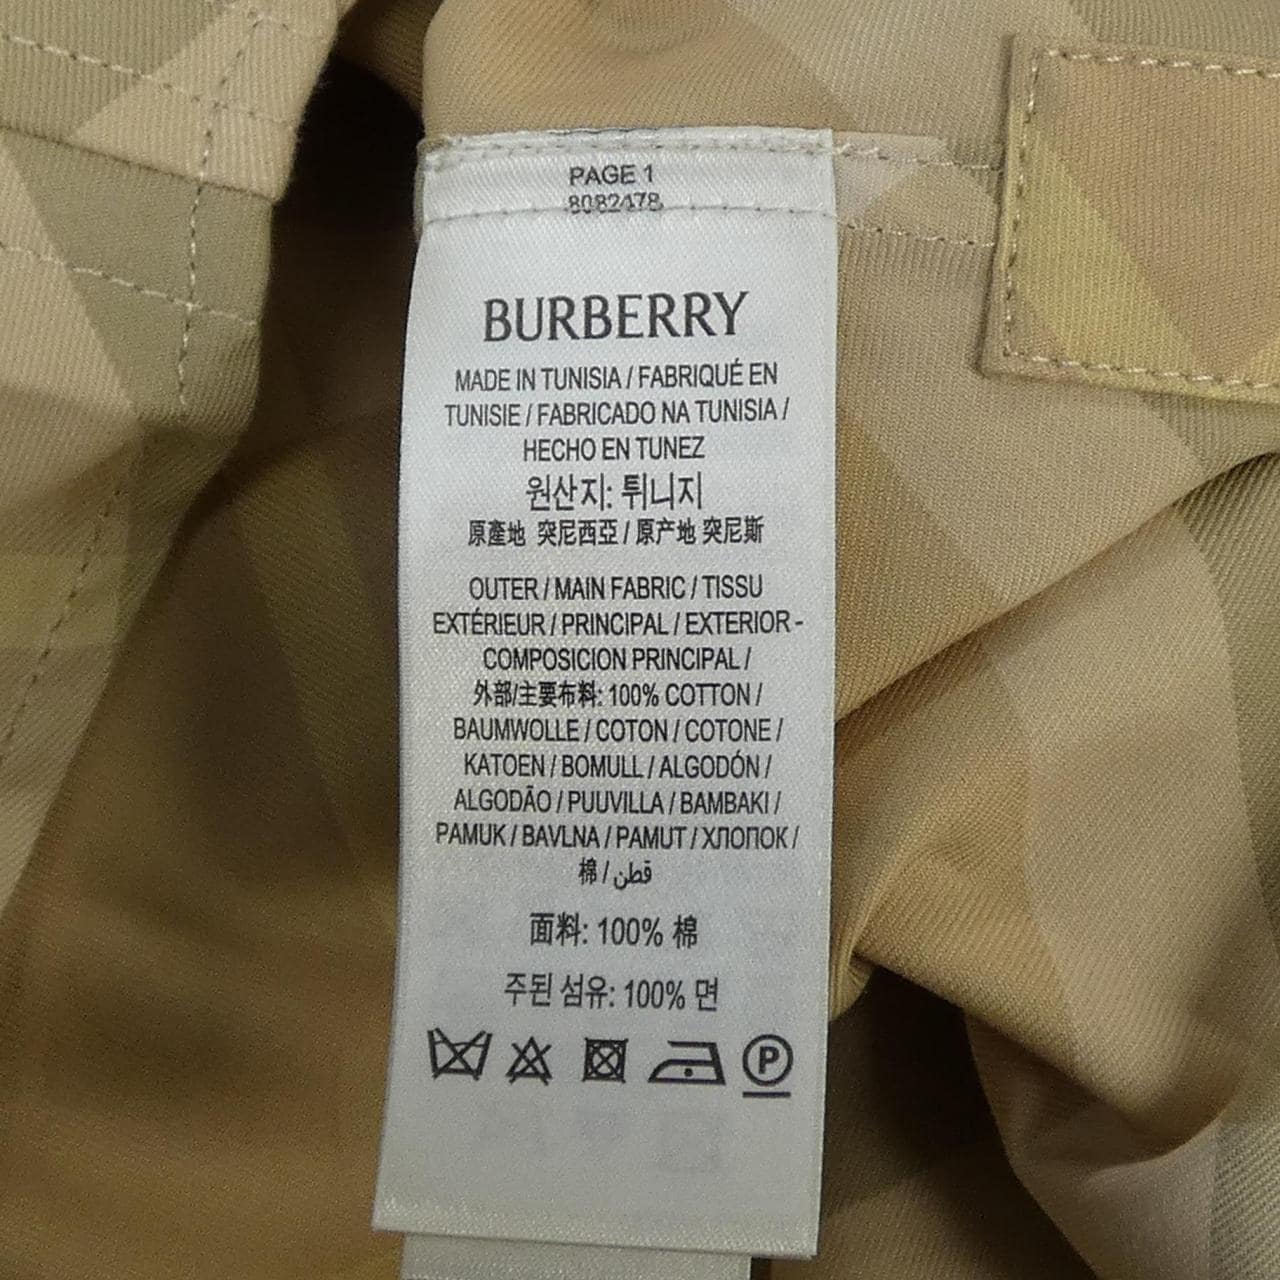 PAGE 1
8082478
BURBERRY
MADE IN TUNISIA / FABRIQUÉ EN
TUNISIE / FABRICADO NA TUNISIA /
HECHO EN TUNEZ
원산지: 튀니지
原產地 突尼西亞 / 原产地 突尼斯
OUTER / MAIN FABRIC / TISSU
EXTÉRIEUR / PRINCIPAL / EXTERIOR -
COMPOSICION PRINCIPAL /
外部/主要布料: 100% COTTON /
BAUMWOLLE / COTON / COTONE /
KATOEN / BOMULL / ALGODÓN /
ALGODÃO / PUUVILLA / BAMBAKI /
PAMUK / BAVLNA / PAMUT / ХЛОПОК /
棉 / قطن
面料: 100% 棉
주된 섬유: 100% 면
P